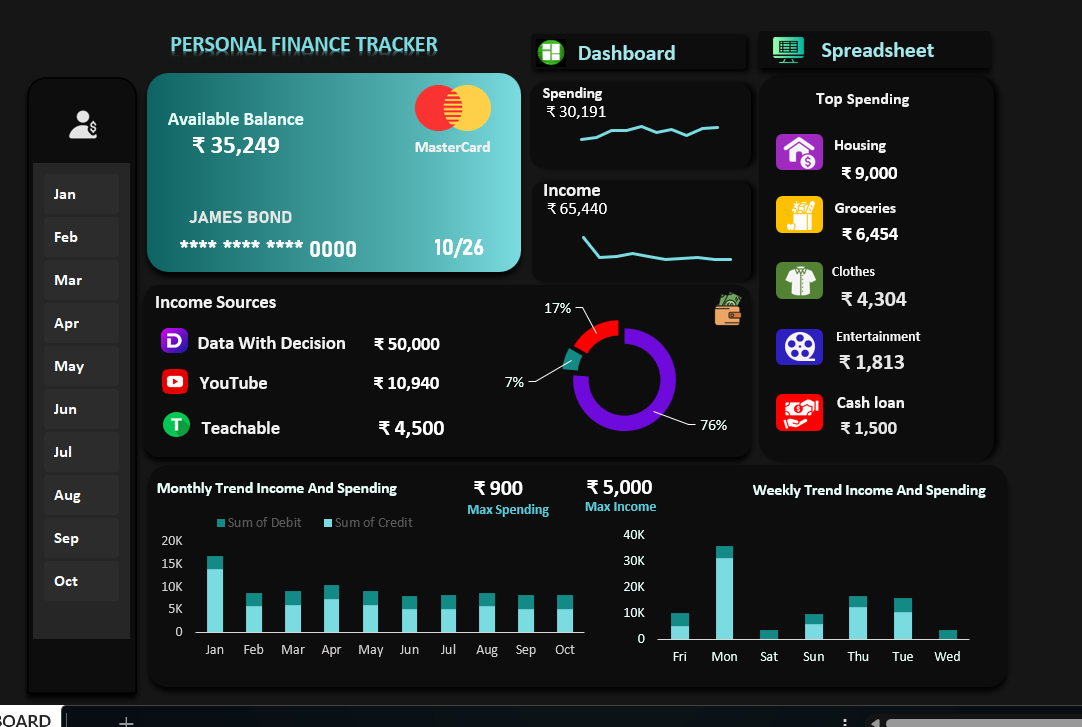 PERSONAL FINANCE TRACKER
Dashboard
Spreadsheet
Available Balance
₹ 35,249
MasterCard
JAMES BOND
**** **** **** 0000
10/26
Spending
₹ 30,191
Income
₹ 65,440
Top Spending
Housing
₹ 9,000
Groceries
₹ 6,454
Clothes
₹ 4,304
Entertainment
₹ 1,813
Cash loan
₹ 1,500
Jan
Feb
Mar
Apr
May
Jun
Jul
Aug
Sep
Oct
Income Sources
D
Data With Decision ₹ 50,000
YouTube ₹ 10,940
T
Teachable ₹ 4,500
17%
7%
76%
Monthly Trend Income And Spending
₹ 900
Max Spending
₹ 5,000
Max Income
Sum of Debit Sum of Credit
20K
15K
10K
5K
0
Jan Feb Mar Apr May Jun Jul Aug Sep Oct
Weekly Trend Income And Spending
40K
30K
20K
10K
0
Fri Mon Sat Sun Thu Tue Wed
BOARD